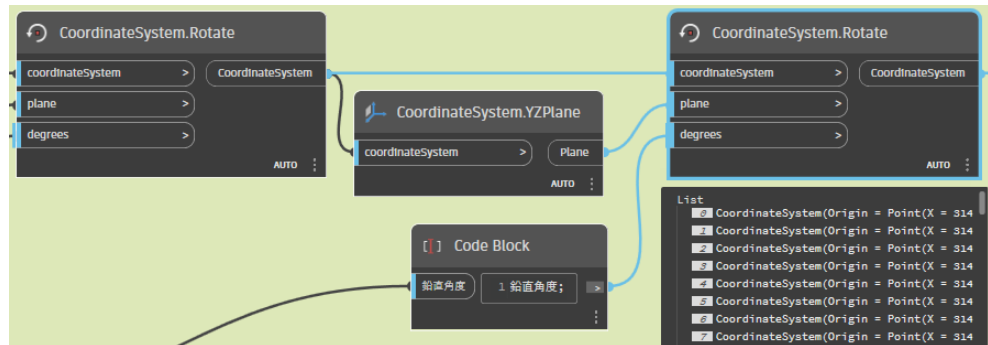 CoordinateSystem.Rotate
coordinateSystem > CoordinateSystem
plane >
degrees >
AUTO
CoordinateSystem.YZPlane
coordinateSystem > Plane
AUTO
Code Block
鉛直角度 1 鉛直角度; >
CoordinateSystem.Rotate
coordinateSystem > CoordinateSystem
plane >
degrees >
AUTO
List
0 CoordinateSystem(Origin = Point(X = 314
1 CoordinateSystem(Origin = Point(X = 314
2 CoordinateSystem(Origin = Point(X = 314
3 CoordinateSystem(Origin = Point(X = 314
4 CoordinateSystem(Origin = Point(X = 314
5 CoordinateSystem(Origin = Point(X = 314
6 CoordinateSystem(Origin = Point(X = 314
7 CoordinateSystem(Origin = Point(X = 314